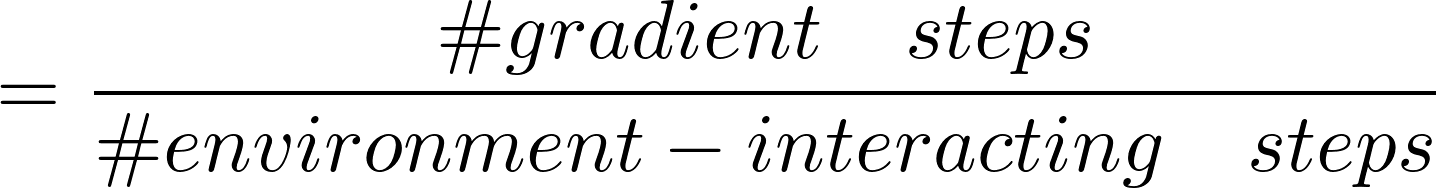 #gradient steps
=
#environment − interacting steps